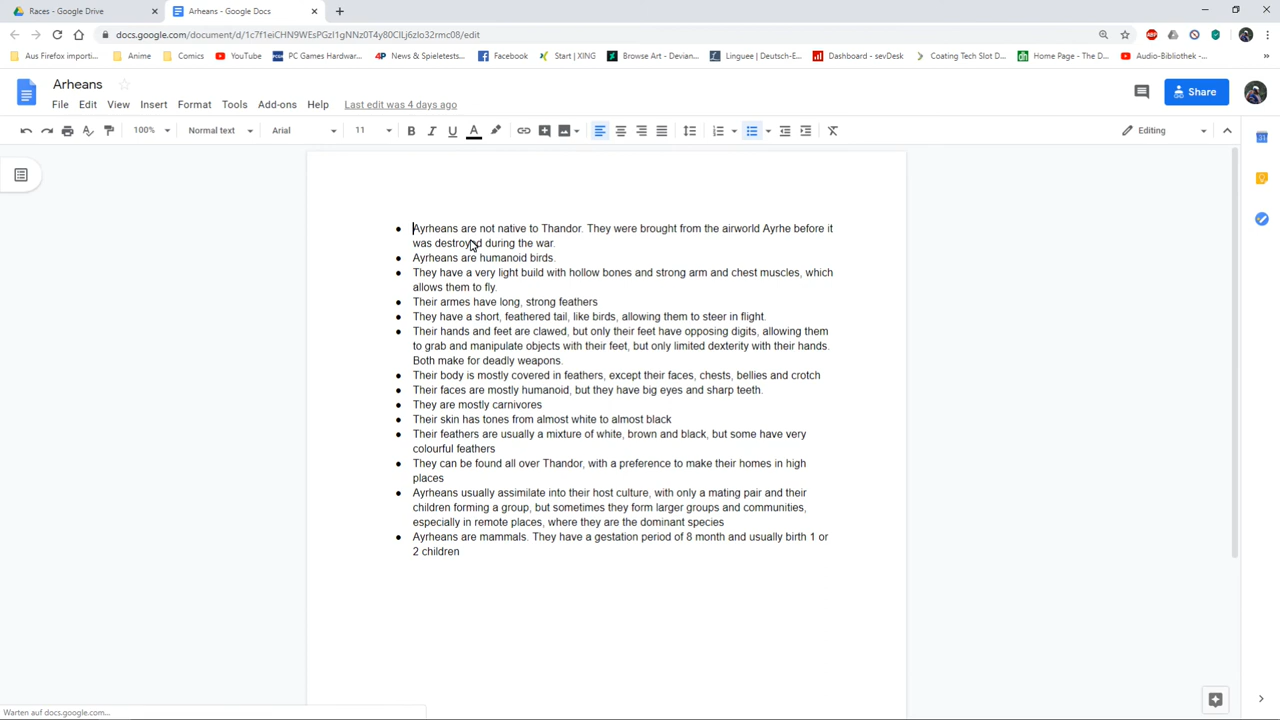 Races - Google Drive
Arheans - Google Docs
docs.google.com/document/d/1c7f1eiCHN9WEsPGzI1gNNz0T4y80CILj6zlo32rmc08/edit
Aus Firefox importi... Anime Comics YouTube PC Games Hardwar... News & Spieletests... Facebook Start | XING Browse Art - Devian... Linguee | Deutsch-E... Dashboard - sevDesk Coating Tech Slot D... Home Page - The D... Audio-Bibliothek -... »
Arheans
File Edit View Insert Format Tools Add-ons Help Last edit was 4 days ago
Share
100% Normal text Arial 11 Editing
Ayrheans are not native to Thandor. They were brought from the airworld Ayrhe before it
was destroyed during the war.
Ayrheans are humanoid birds.
They have a very light build with hollow bones and strong arm and chest muscles, which
allows them to fly.
Their armes have long, strong feathers
They have a short, feathered tail, like birds, allowing them to steer in flight.
Their hands and feet are clawed, but only their feet have opposing digits, allowing them
to grab and manipulate objects with their feet, but only limited dexterity with their hands.
Both make for deadly weapons.
Their body is mostly covered in feathers, except their faces, chests, bellies and crotch
Their faces are mostly humanoid, but they have big eyes and sharp teeth.
They are mostly carnivores
Their skin has tones from almost white to almost black
Their feathers are usually a mixture of white, brown and black, but some have very
colourful feathers
They can be found all over Thandor, with a preference to make their homes in high
places
Ayrheans usually assimilate into their host culture, with only a mating pair and their
children forming a group, but sometimes they form larger groups and communities,
especially in remote places, where they are the dominant species
Ayrheans are mammals. They have a gestation period of 8 month and usually birth 1 or
2 children
Warten auf docs.google.com...